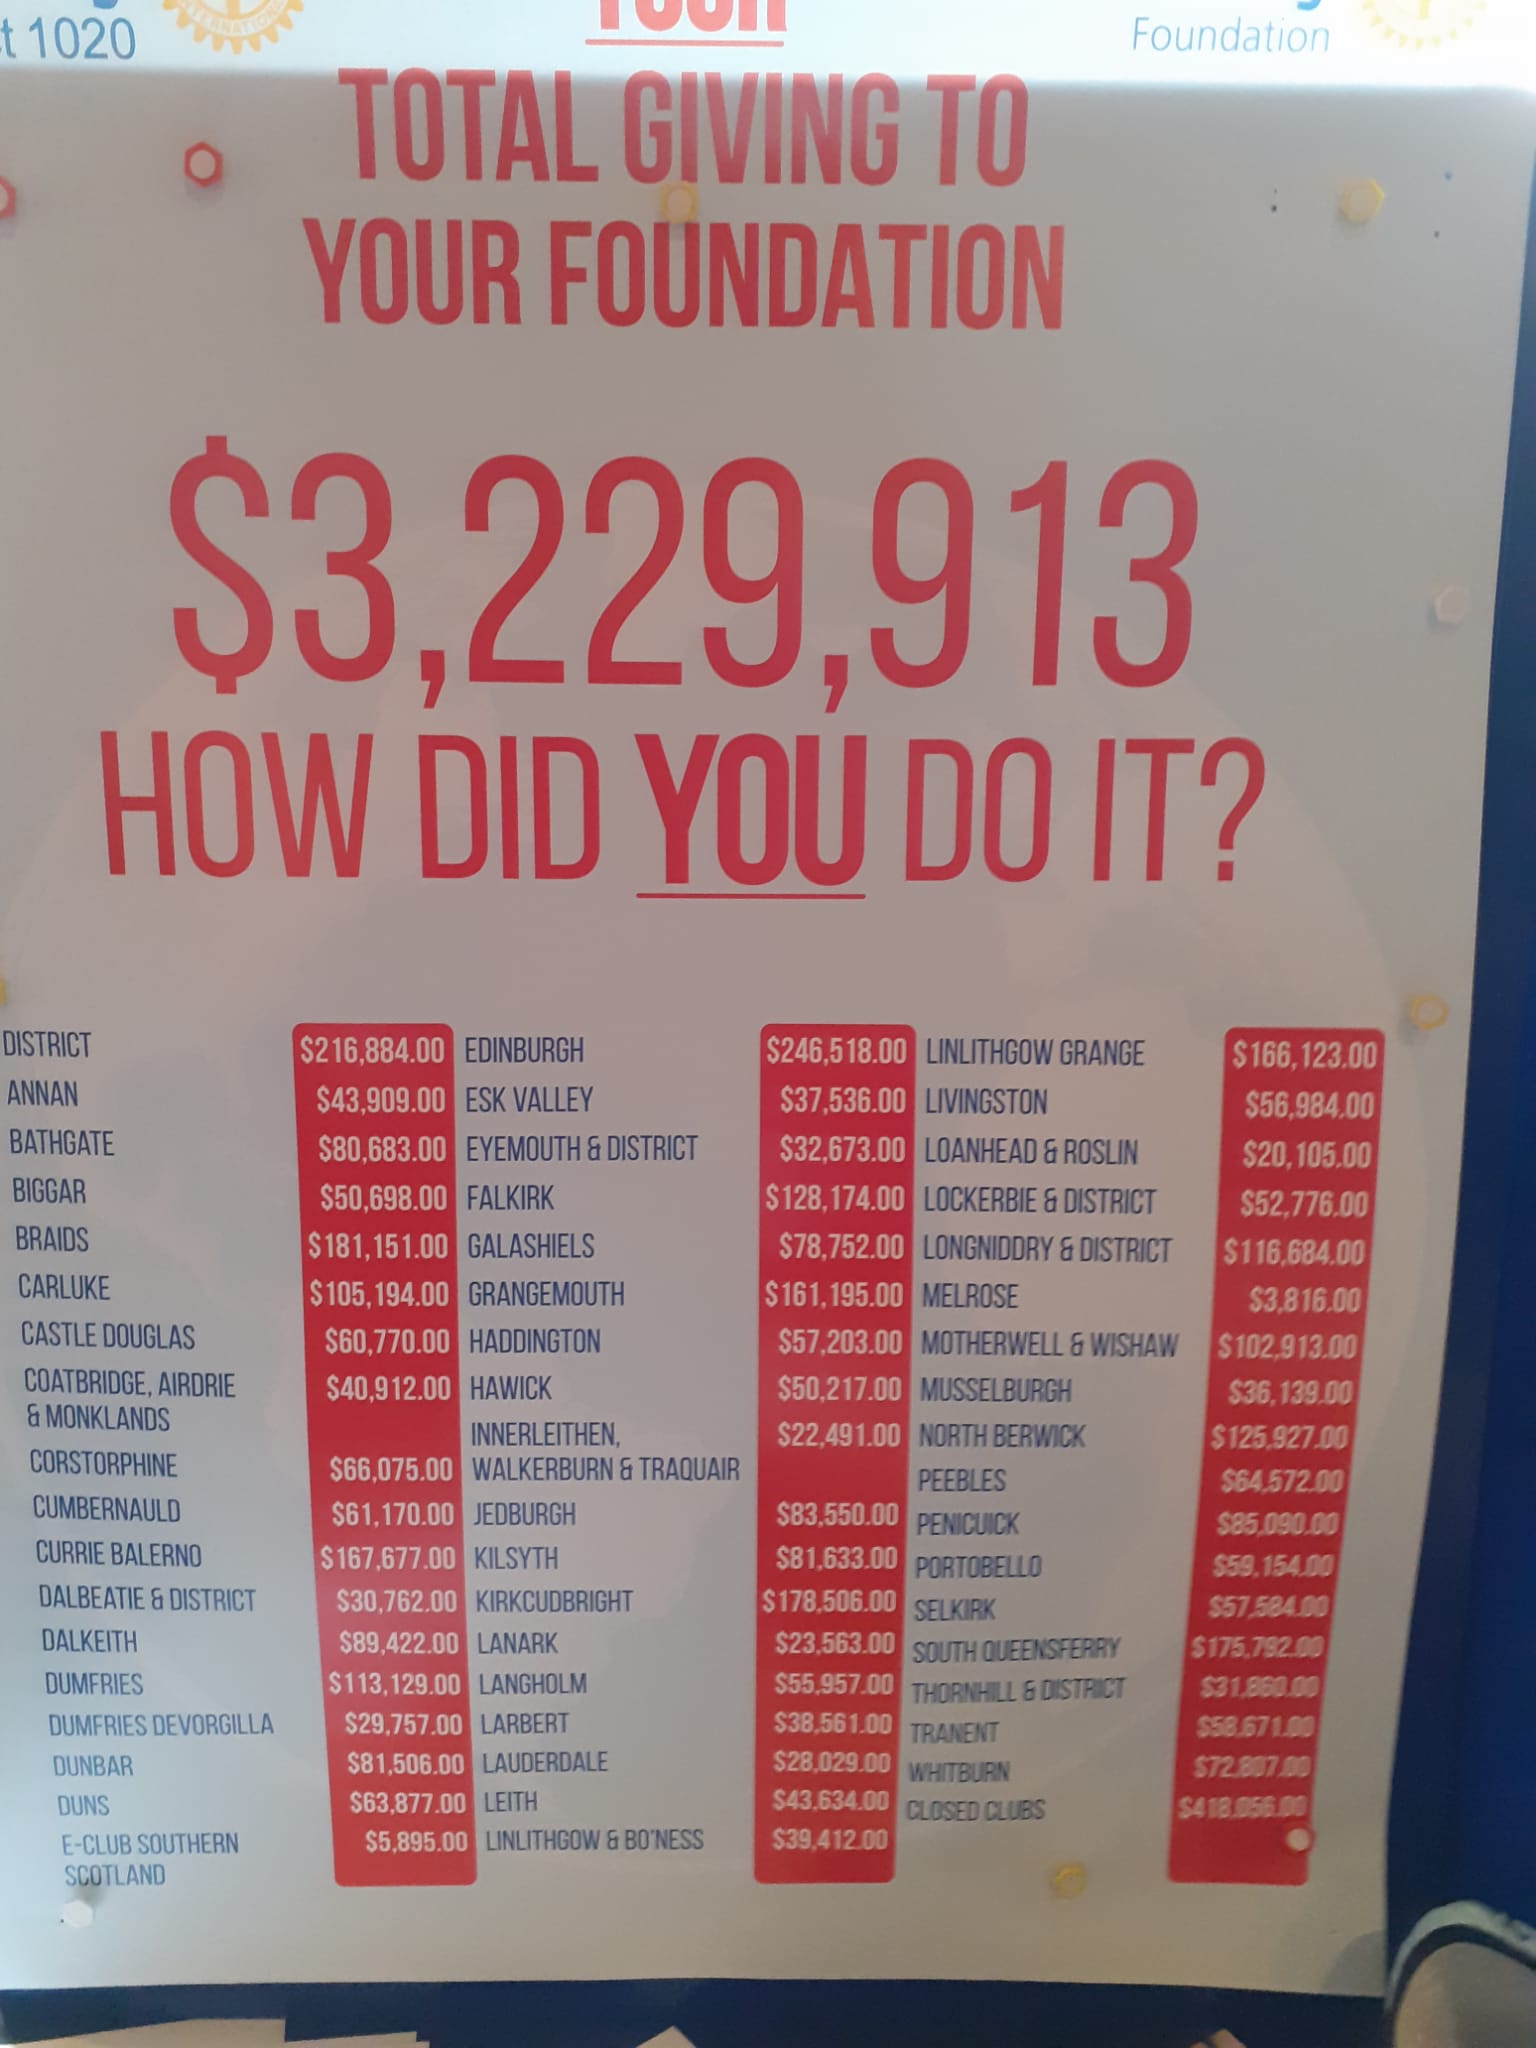 t 1020
INTERNATIONAL
YOUR
Foundation
TOTAL GIVING TO
YOUR FOUNDATION
$3,229,913
HOW DID YOU DO IT?
DISTRICT $216,884.00
ANNAN $43,909.00
BATHGATE $80,683.00
BIGGAR $50,698.00
BRAIDS $181,151.00
CARLUKE $105,194.00
CASTLE DOUGLAS $60,770.00
COATBRIDGE, AIRDRIE $40,912.00
& MONKLANDS
CORSTORPHINE $66,075.00
CUMBERNAULD $61,170.00
CURRIE BALERNO $167,677.00
DALBEATIE & DISTRICT $30,762.00
DALKEITH $89,422.00
DUMFRIES $113,129.00
DUMFRIES DEVORGILLA $29,757.00
DUNBAR $81,506.00
DUNS $63,877.00
E-CLUB SOUTHERN $5,895.00
SCOTLAND
EDINBURGH $246,518.00
ESK VALLEY $37,536.00
EYEMOUTH & DISTRICT $32,673.00
FALKIRK $128,174.00
GALASHIELS $78,752.00
GRANGEMOUTH $161,195.00
HADDINGTON $57,203.00
HAWICK $50,217.00
INNERLEITHEN, $22,491.00
WALKERBURN & TRAQUAIR
JEDBURGH $83,550.00
KILSYTH $81,633.00
KIRKCUDBRIGHT $178,506.00
LANARK $23,563.00
LANGHOLM $55,957.00
LARBERT $38,561.00
LAUDERDALE $28,029.00
LEITH $43,634.00
LINLITHGOW & BO'NESS $39,412.00
LINLITHGOW GRANGE $166,123.00
LIVINGSTON $56,984.00
LOANHEAD & ROSLIN $20,105.00
LOCKERBIE & DISTRICT $52,776.00
LONGNIDDRY & DISTRICT $116,684.00
MELROSE $3,816.00
MOTHERWELL & WISHAW $102,913.00
MUSSELBURGH $36,139.00
NORTH BERWICK $125,927.00
PEEBLES $64,572.00
PENICUICK $85,090.00
PORTOBELLO $59,154.00
SELKIRK $57,584.00
SOUTH QUEENSFERRY $175,792.00
THORNHILL & DISTRICT $31,860.00
TRANENT $58,671.00
WHITBURN $72,807.00
CLOSED CLUBS $418,056.00